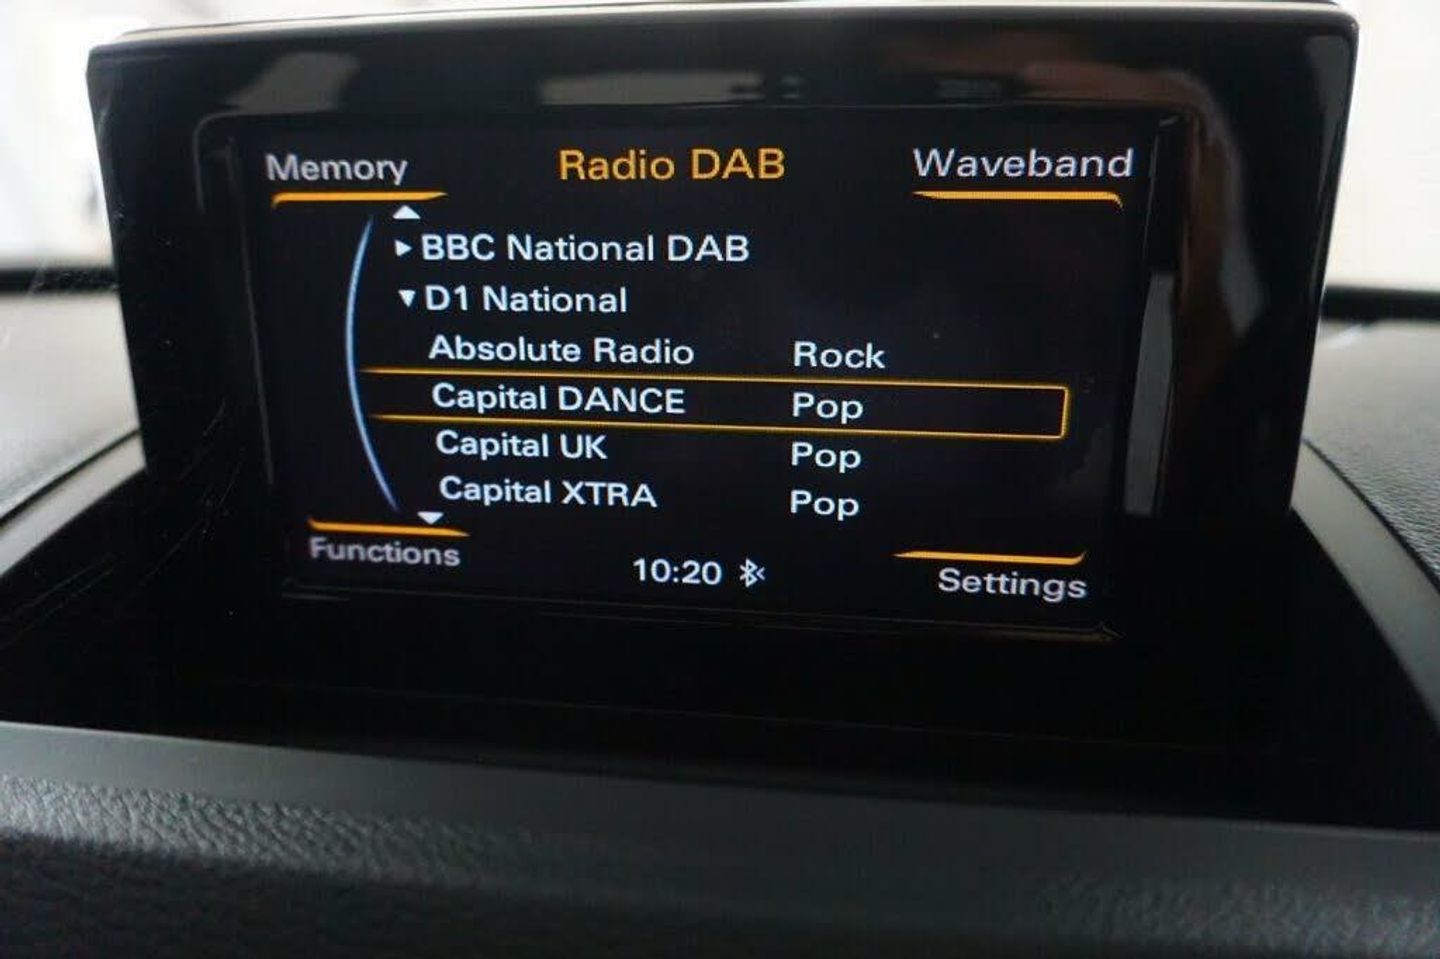 Memory Radio DAB Waveband
BBC National DAB
D1 National
Absolute Radio Rock
Capital DANCE Pop
Capital UK Pop
Capital XTRA Pop
Functions 10:20 Settings